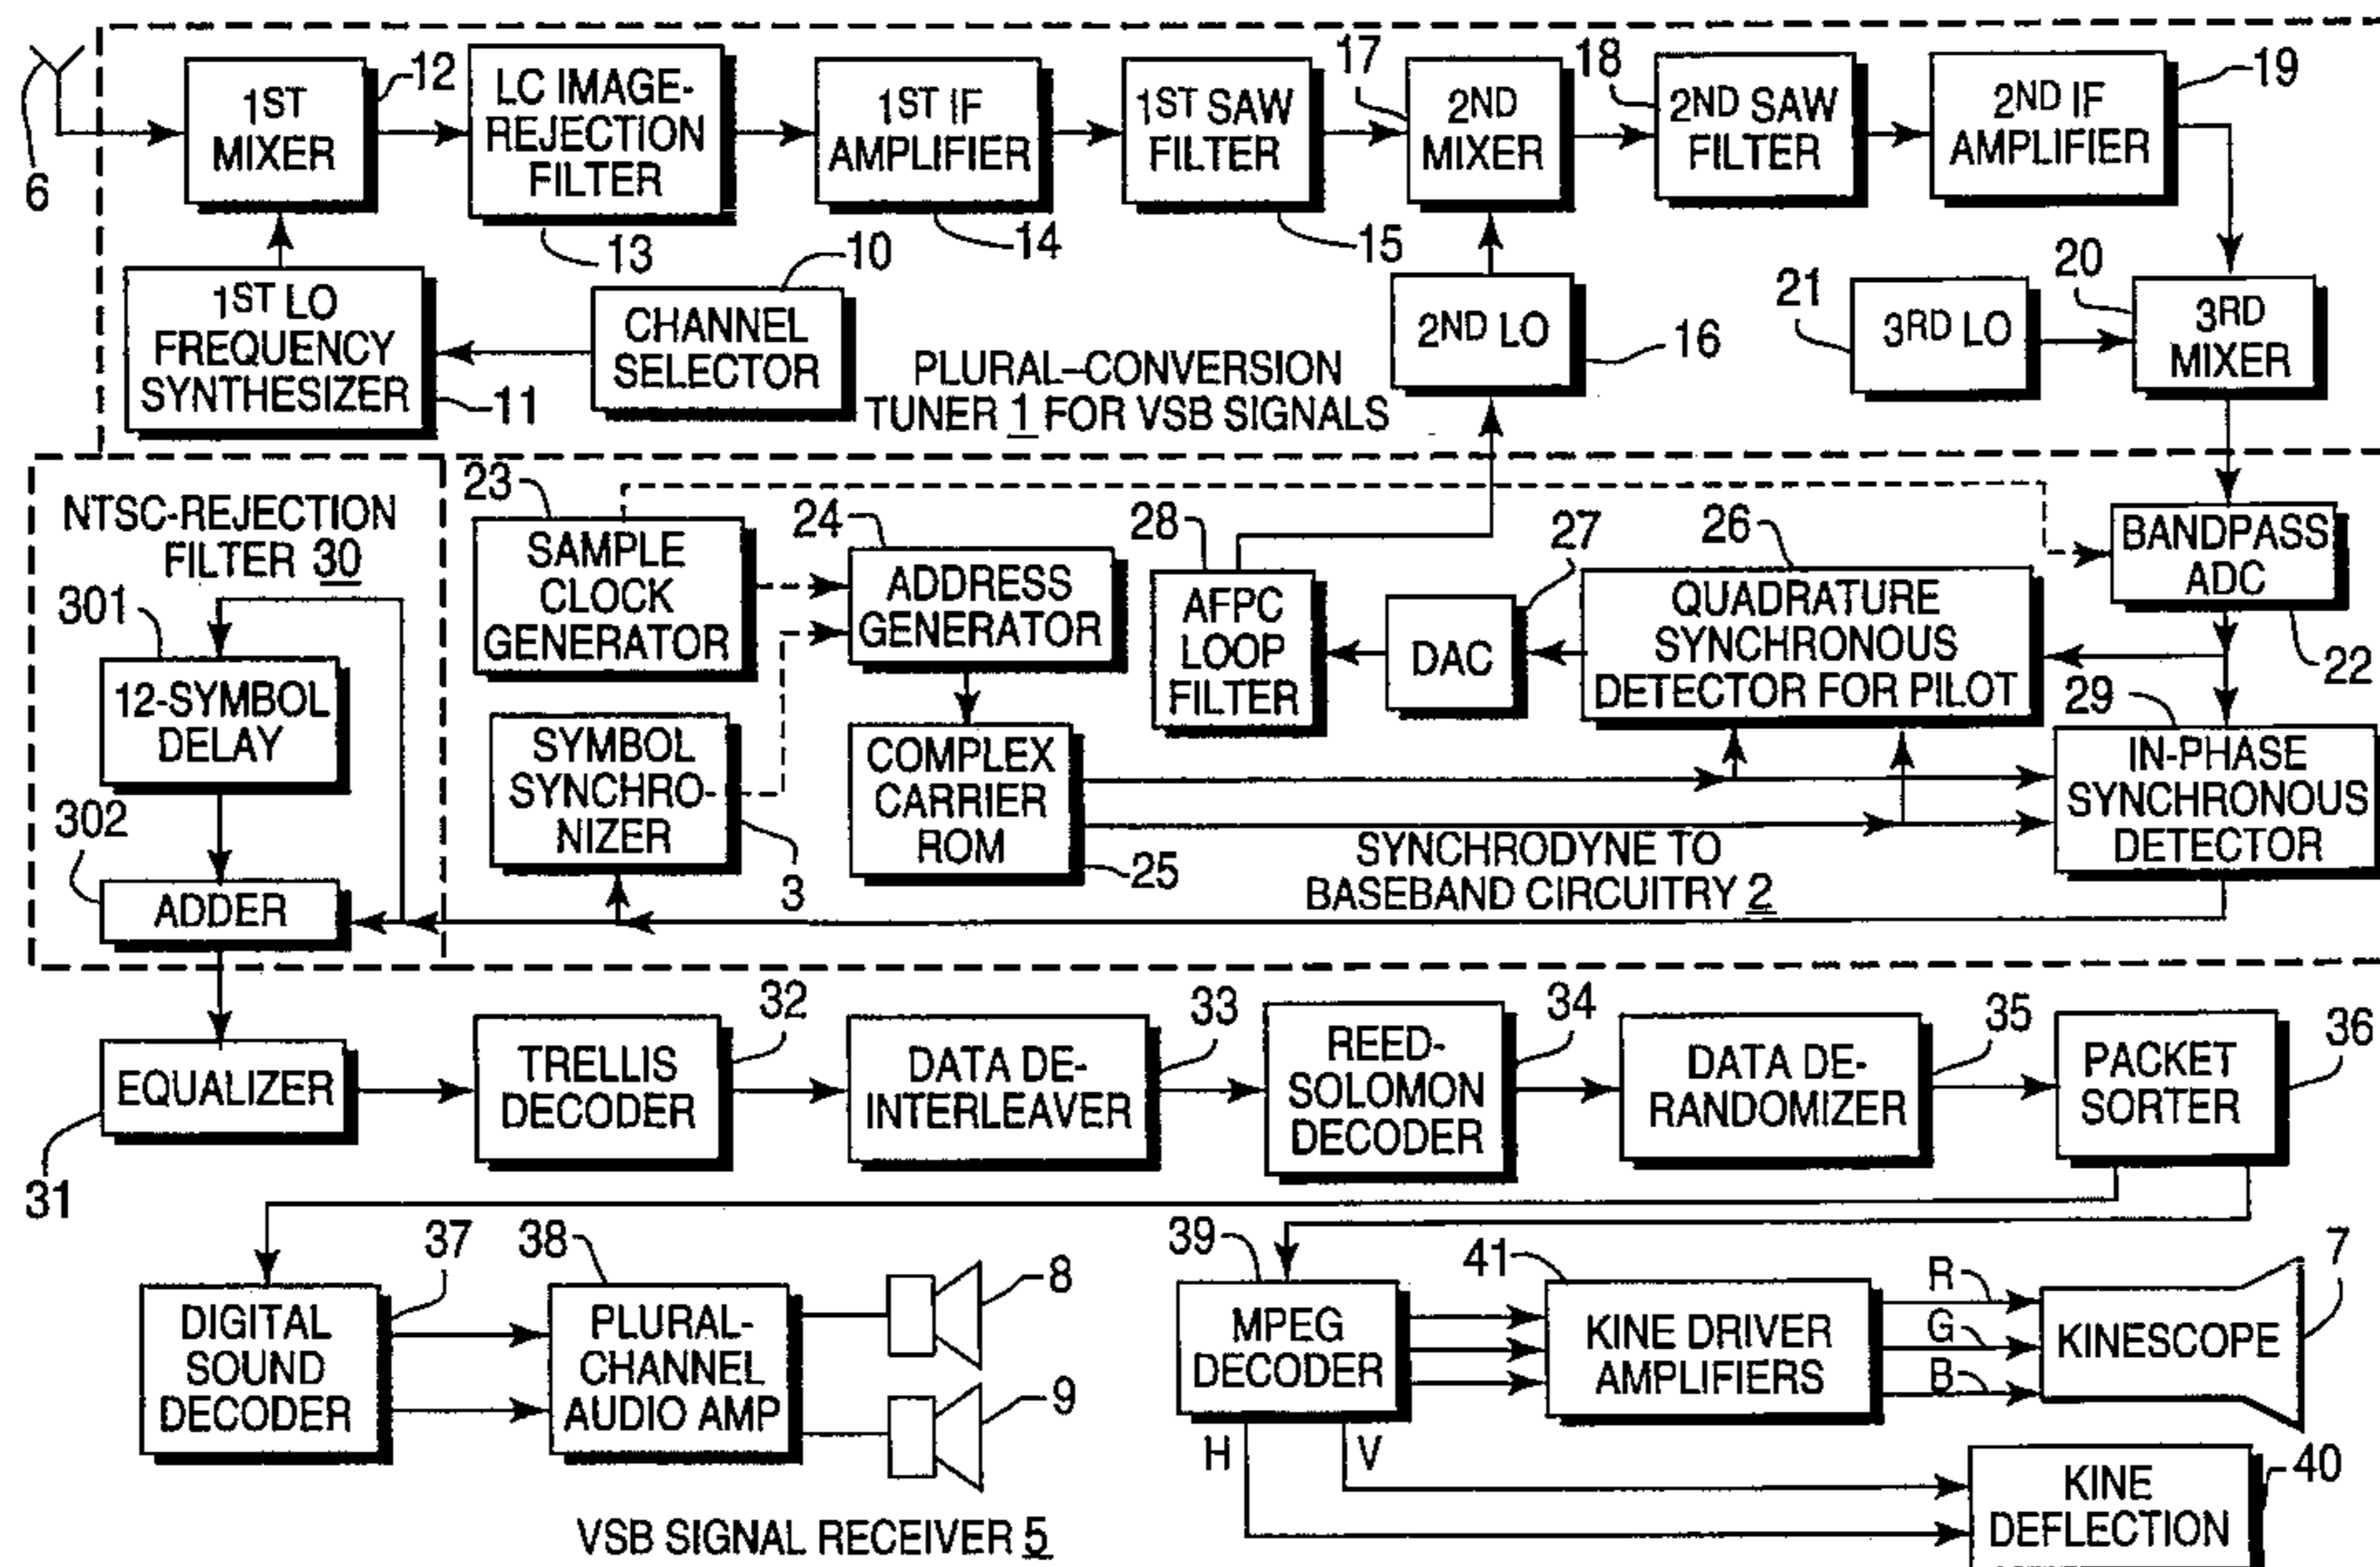 6
1ST
MIXER
12
LC IMAGE-
REJECTION
FILTER
13
1ST IF
AMPLIFIER
14
1ST SAW
FILTER
15
17
2ND
MIXER
18
2ND SAW
FILTER
2ND IF
AMPLIFIER
19
1ST LO
FREQUENCY
SYNTHESIZER
11
10
CHANNEL
SELECTOR
PLURAL–CONVERSION
TUNER 1 FOR VSB SIGNALS
2ND LO
16
21
3RD LO
20
3RD
MIXER
NTSC-REJECTION
FILTER 30
301
12-SYMBOL
DELAY
302
ADDER
23
SAMPLE
CLOCK
GENERATOR
24
ADDRESS
GENERATOR
28
AFPC
LOOP
FILTER
27
DAC
26
QUADRATURE
SYNCHRONOUS
DETECTOR FOR PILOT
BANDPASS
ADC
22
SYMBOL
SYNCHRO-
NIZER
3
COMPLEX
CARRIER
ROM
25
29
IN-PHASE
SYNCHRONOUS
DETECTOR
SYNCHRODYNE TO
BASEBAND CIRCUITRY 2
EQUALIZER
31
TRELLIS
DECODER
32
DATA DE-
INTERLEAVER
33
REED-
SOLOMON
DECODER
34
DATA DE-
RANDOMIZER
35
PACKET
SORTER
36
DIGITAL
SOUND
DECODER
37
38
PLURAL-
CHANNEL
AUDIO AMP
8
9
39
MPEG
DECODER
41
KINE DRIVER
AMPLIFIERS
R
G
B
KINESCOPE
7
H
V
KINE
DEFLECTION
40
VSB SIGNAL RECEIVER 5